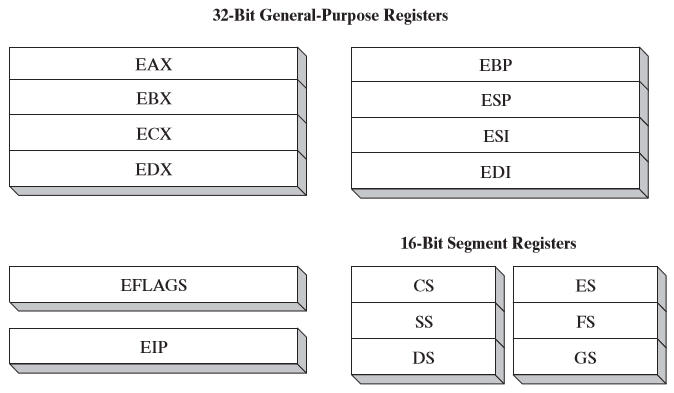 32-Bit General-Purpose Registers
EAX
EBX
ECX
EDX
EBP
ESP
ESI
EDI
16-Bit Segment Registers
EFLAGS
EIP
CS
SS
DS
ES
FS
GS